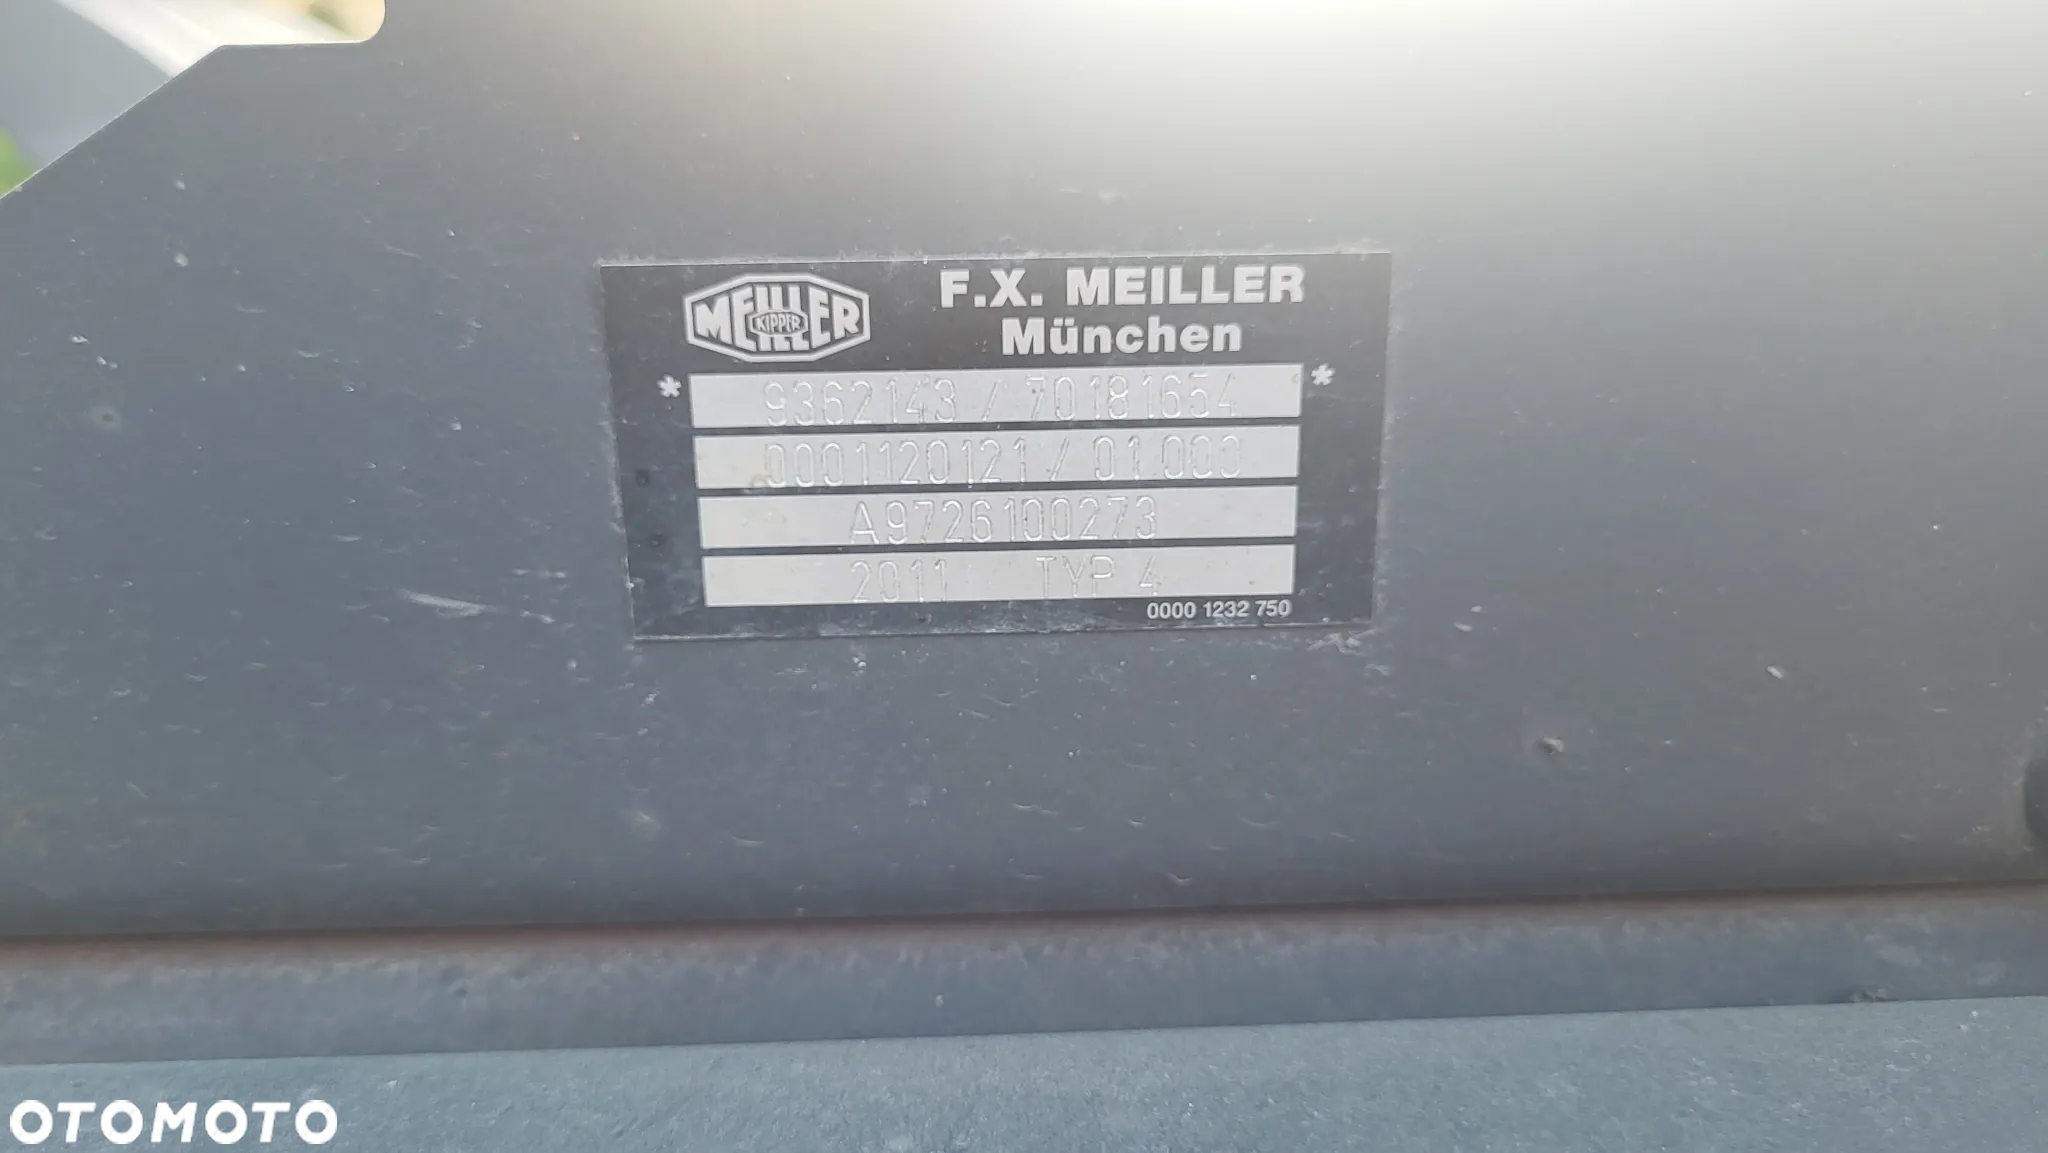 MEILLER
KIPPER
F.X. MEILLER
München
* 9362143 / 70181654 *
0001120121 / 01.000
A9726100273
2011 TYP 4
0000 1232 750
OTOMOTO